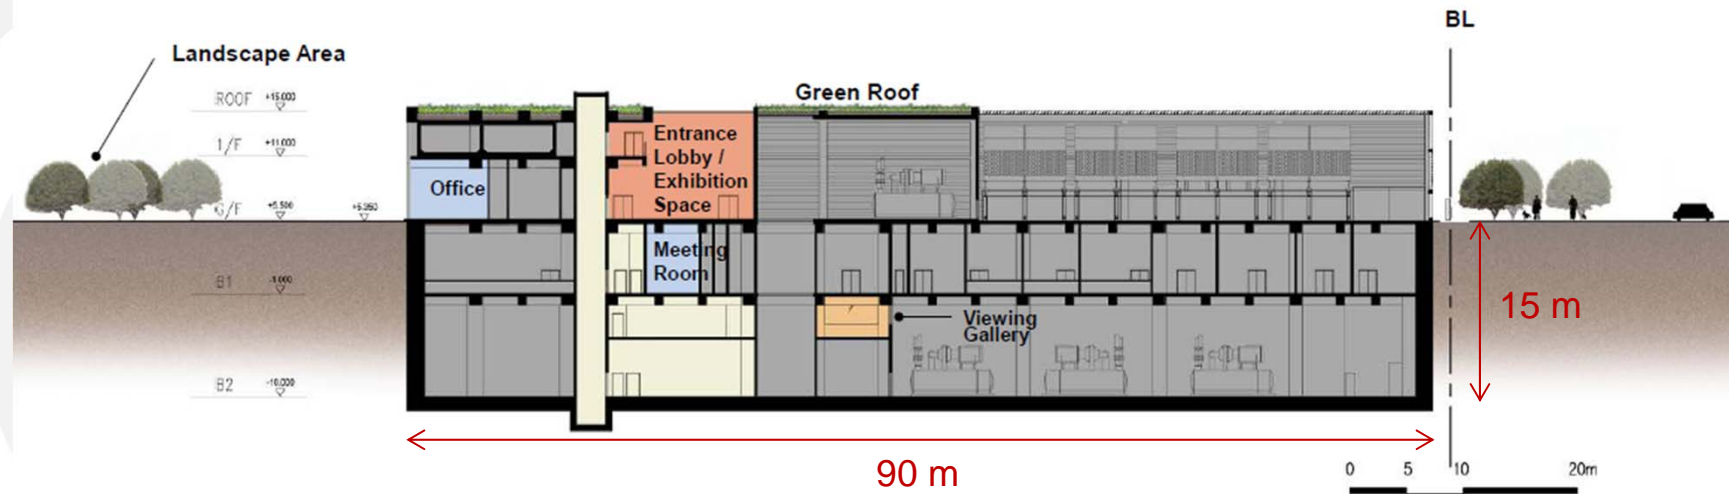 BL
Landscape Area
Green Roof
ROOF +15.000
1/F +11.000
Entrance
Lobby /
Exhibition
Space
Office
G/F +5.500 +5.350
Meeting
Room
B1 -1.000
15 m
Viewing
Gallery
B2 -10.000
90 m
0 5 10 20m